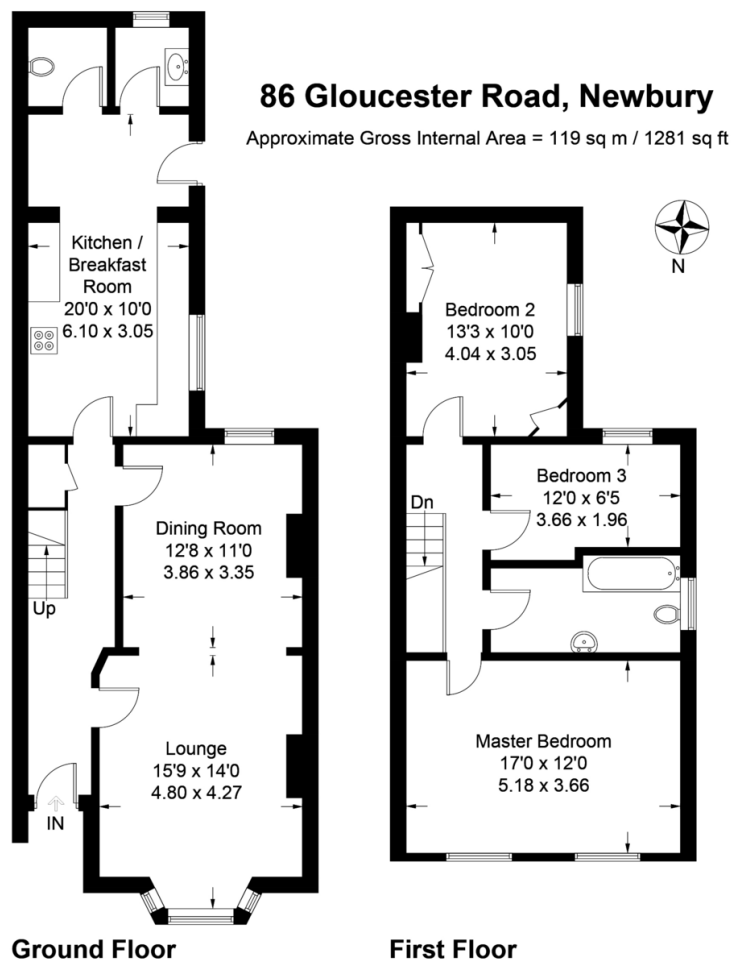 86 Gloucester Road, Newbury
Approximate Gross Internal Area = 119 sq m / 1281 sq ft
N
Kitchen /
Breakfast
Room
20'0 x 10'0
6.10 x 3.05
Dining Room
12'8 x 11'0
3.86 x 3.35
Up
Lounge
15'9 x 14'0
4.80 x 4.27
IN
Ground Floor
Bedroom 2
13'3 x 10'0
4.04 x 3.05
Bedroom 3
12'0 x 6'5
3.66 x 1.96
Dn
Master Bedroom
17'0 x 12'0
5.18 x 3.66
First Floor